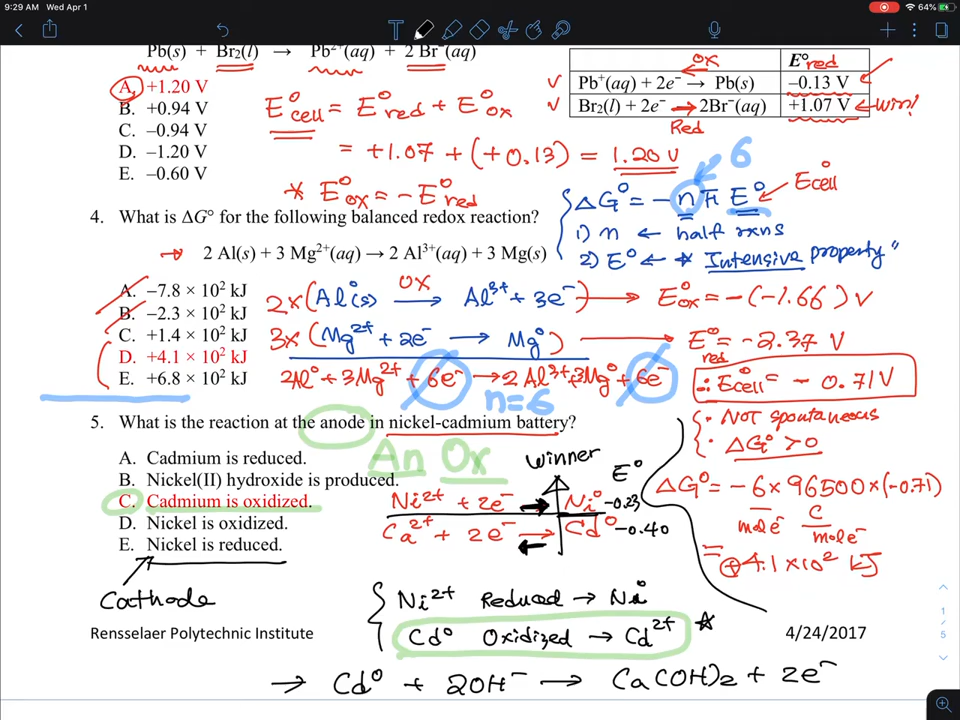 9:29 AM Wed Apr 1
64%
Pb(s) + Br₂(l) → Pb²⁺(aq) + 2 Br⁻(aq)
A. +1.20 V
B. +0.94 V
C. –0.94 V
D. –1.20 V
E. –0.60 V
OX E°red
V Pb⁺(aq) + 2e⁻ → Pb(s) –0.13 V
V Br₂(l) + 2e⁻ → 2Br⁻(aq) +1.07 V ← Win!
Red
E°cell = E°red + E°ox
= +1.07 + (+0.13) = 1.20 V
* E°ox = - E°red
6
ΔG° = - n F E° E°cell
1) n ← half rxns
2) E° ← * Intensive property"
4. What is ΔG° for the following balanced redox reaction?
→ 2 Al(s) + 3 Mg²⁺(aq) → 2 Al³⁺(aq) + 3 Mg(s)
A. –7.8 × 10² kJ
B. –2.3 × 10² kJ
C. +1.4 × 10² kJ
D. +4.1 × 10² kJ
E. +6.8 × 10² kJ
OX
2x (Al°(s) → Al³⁺ + 3e⁻) → E°ox = -(-1.66) V
3x (Mg²⁺ + 2e⁻ → Mg°) → E°red = -2.37 V
2Al° + 3Mg²⁺ + 6e⁻ → 2Al³⁺ + 3Mg° + 6e⁻
∴ E°cell = - 0.71V
n=6
• NOT spontaneous
• ΔG° > 0
ΔG° = - 6 × 96500 × (-0.71)
mole⁻ C
mole⁻
= +4.1 × 10² kJ
5. What is the reaction at the anode in nickel-cadmium battery?
An Ox
A. Cadmium is reduced.
B. Nickel(II) hydroxide is produced.
C. Cadmium is oxidized.
D. Nickel is oxidized.
E. Nickel is reduced.
Cathode
Winner E°
Ni²⁺ + 2e⁻ → Ni° -0.23
Ca²⁺ + 2e⁻ → Cd° -0.40
Ni²⁺ Reduced → Ni°
Cd° Oxidized → Cd²⁺ ☆
Rensselaer Polytechnic Institute 4/24/2017
→ Cd° + 2OH⁻ → Ca(OH)₂ + 2e⁻
1
5